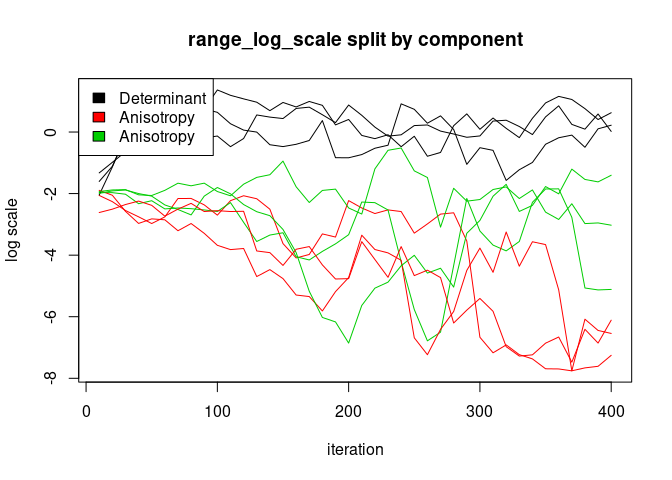 range_log_scale split by component
Determinant
Anisotropy
Anisotropy
log scale
0
-2
-4
-6
-8
0 100 200 300 400
iteration